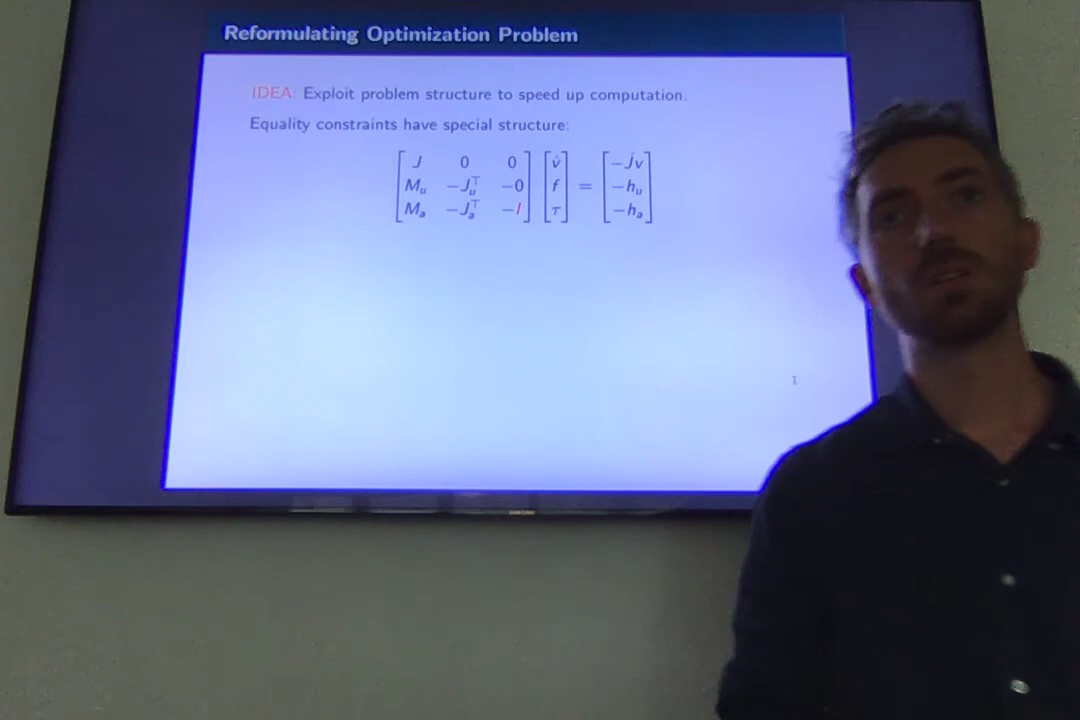 Reformulating Optimization Problem
IDEA: Exploit problem structure to speed up computation.
Equality constraints have special structure:
[ J 0 0 ] [ v̇ ] [ −J̇v ]
[ M_u −J_u^⊤ −0 ] [ f ] = [ −h_u ]
[ M_a −J_a^⊤ −I ] [ τ ] [ −h_a ]